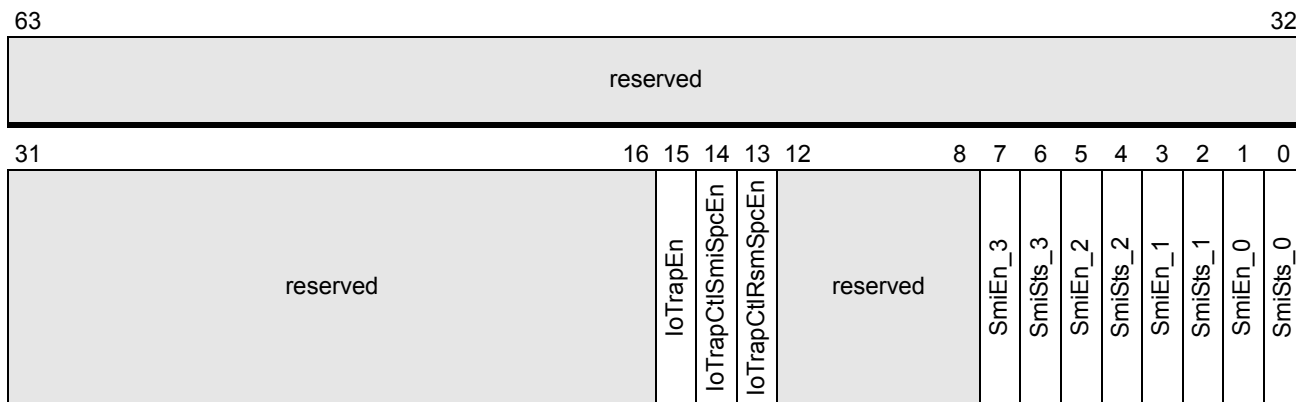 63 32
reserved
31 16 15 14 13 12 8 7 6 5 4 3 2 1 0
reserved
IoTrapEn
IoTrapCtlSmiSpcEn
IoTrapCtlRsmSpcEn
reserved
SmiEn_3
SmiSts_3
SmiEn_2
SmiSts_2
SmiEn_1
SmiSts_1
SmiEn_0
SmiSts_0